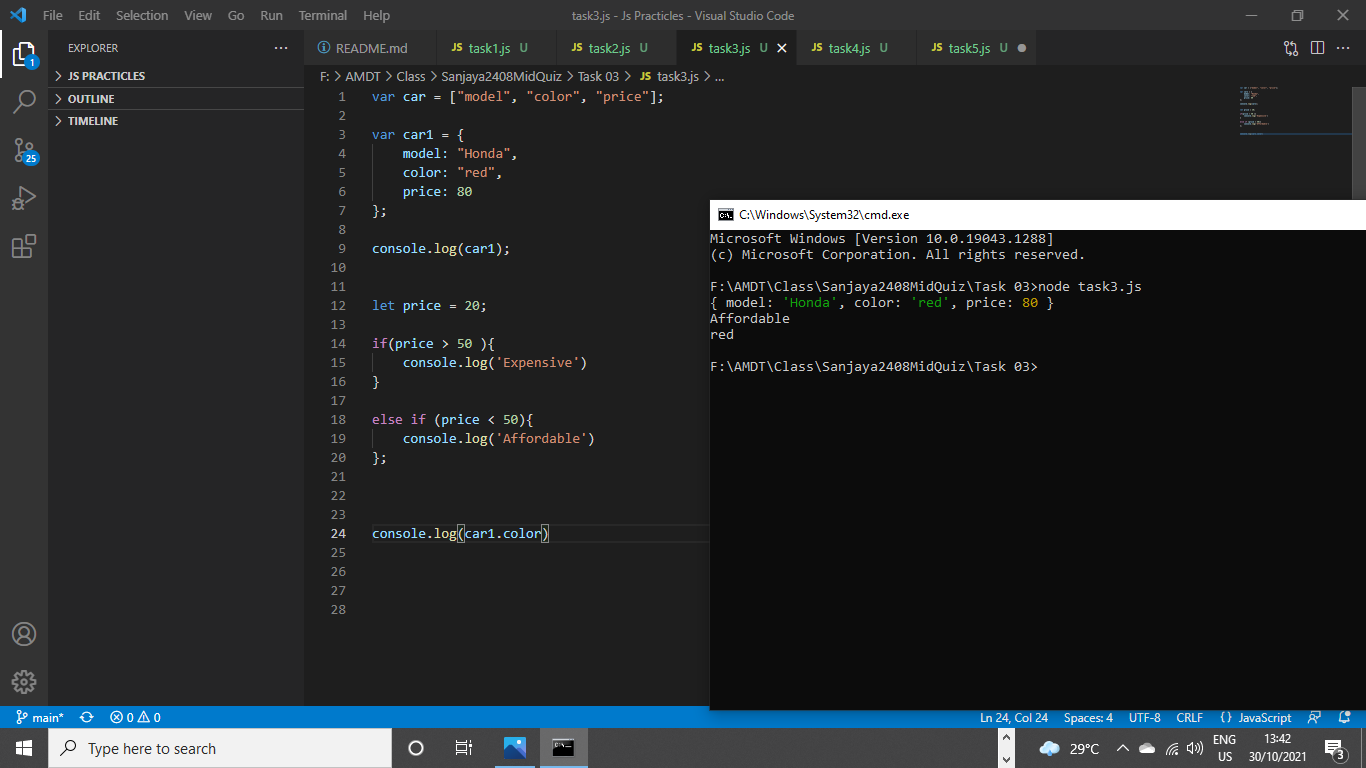 File Edit Selection View Go Run Terminal Help
task3.js - Js Practicles - Visual Studio Code
EXPLORER
JS PRACTICLES
OUTLINE
TIMELINE
1
25
README.md
JS task1.js U
JS task2.js U
JS task3.js U
JS task4.js U
JS task5.js U
F: > AMDT > Class > Sanjaya2408MidQuiz > Task 03 > JS task3.js > ...
1 var car = ["model", "color", "price"];
2
3 var car1 = {
4 model: "Honda",
5 color: "red",
6 price: 80
7 };
8
9 console.log(car1);
10
11
12 let price = 20;
13
14 if(price > 50 ){
15 console.log('Expensive')
16 }
17
18 else if (price < 50){
19 console.log('Affordable')
20 };
21
22
23
24 console.log(car1.color)
25
26
27
28
C:\Windows\System32\cmd.exe
Microsoft Windows [Version 10.0.19043.1288]
(c) Microsoft Corporation. All rights reserved.
F:\AMDT\Class\Sanjaya2408MidQuiz\Task 03>node task3.js
{ model: 'Honda', color: 'red', price: 80 }
Affordable
red
F:\AMDT\Class\Sanjaya2408MidQuiz\Task 03>
main* 0 0
Ln 24, Col 24 Spaces: 4 UTF-8 CRLF {} JavaScript
Type here to search
29°C
ENG
US
13:42
30/10/2021
3